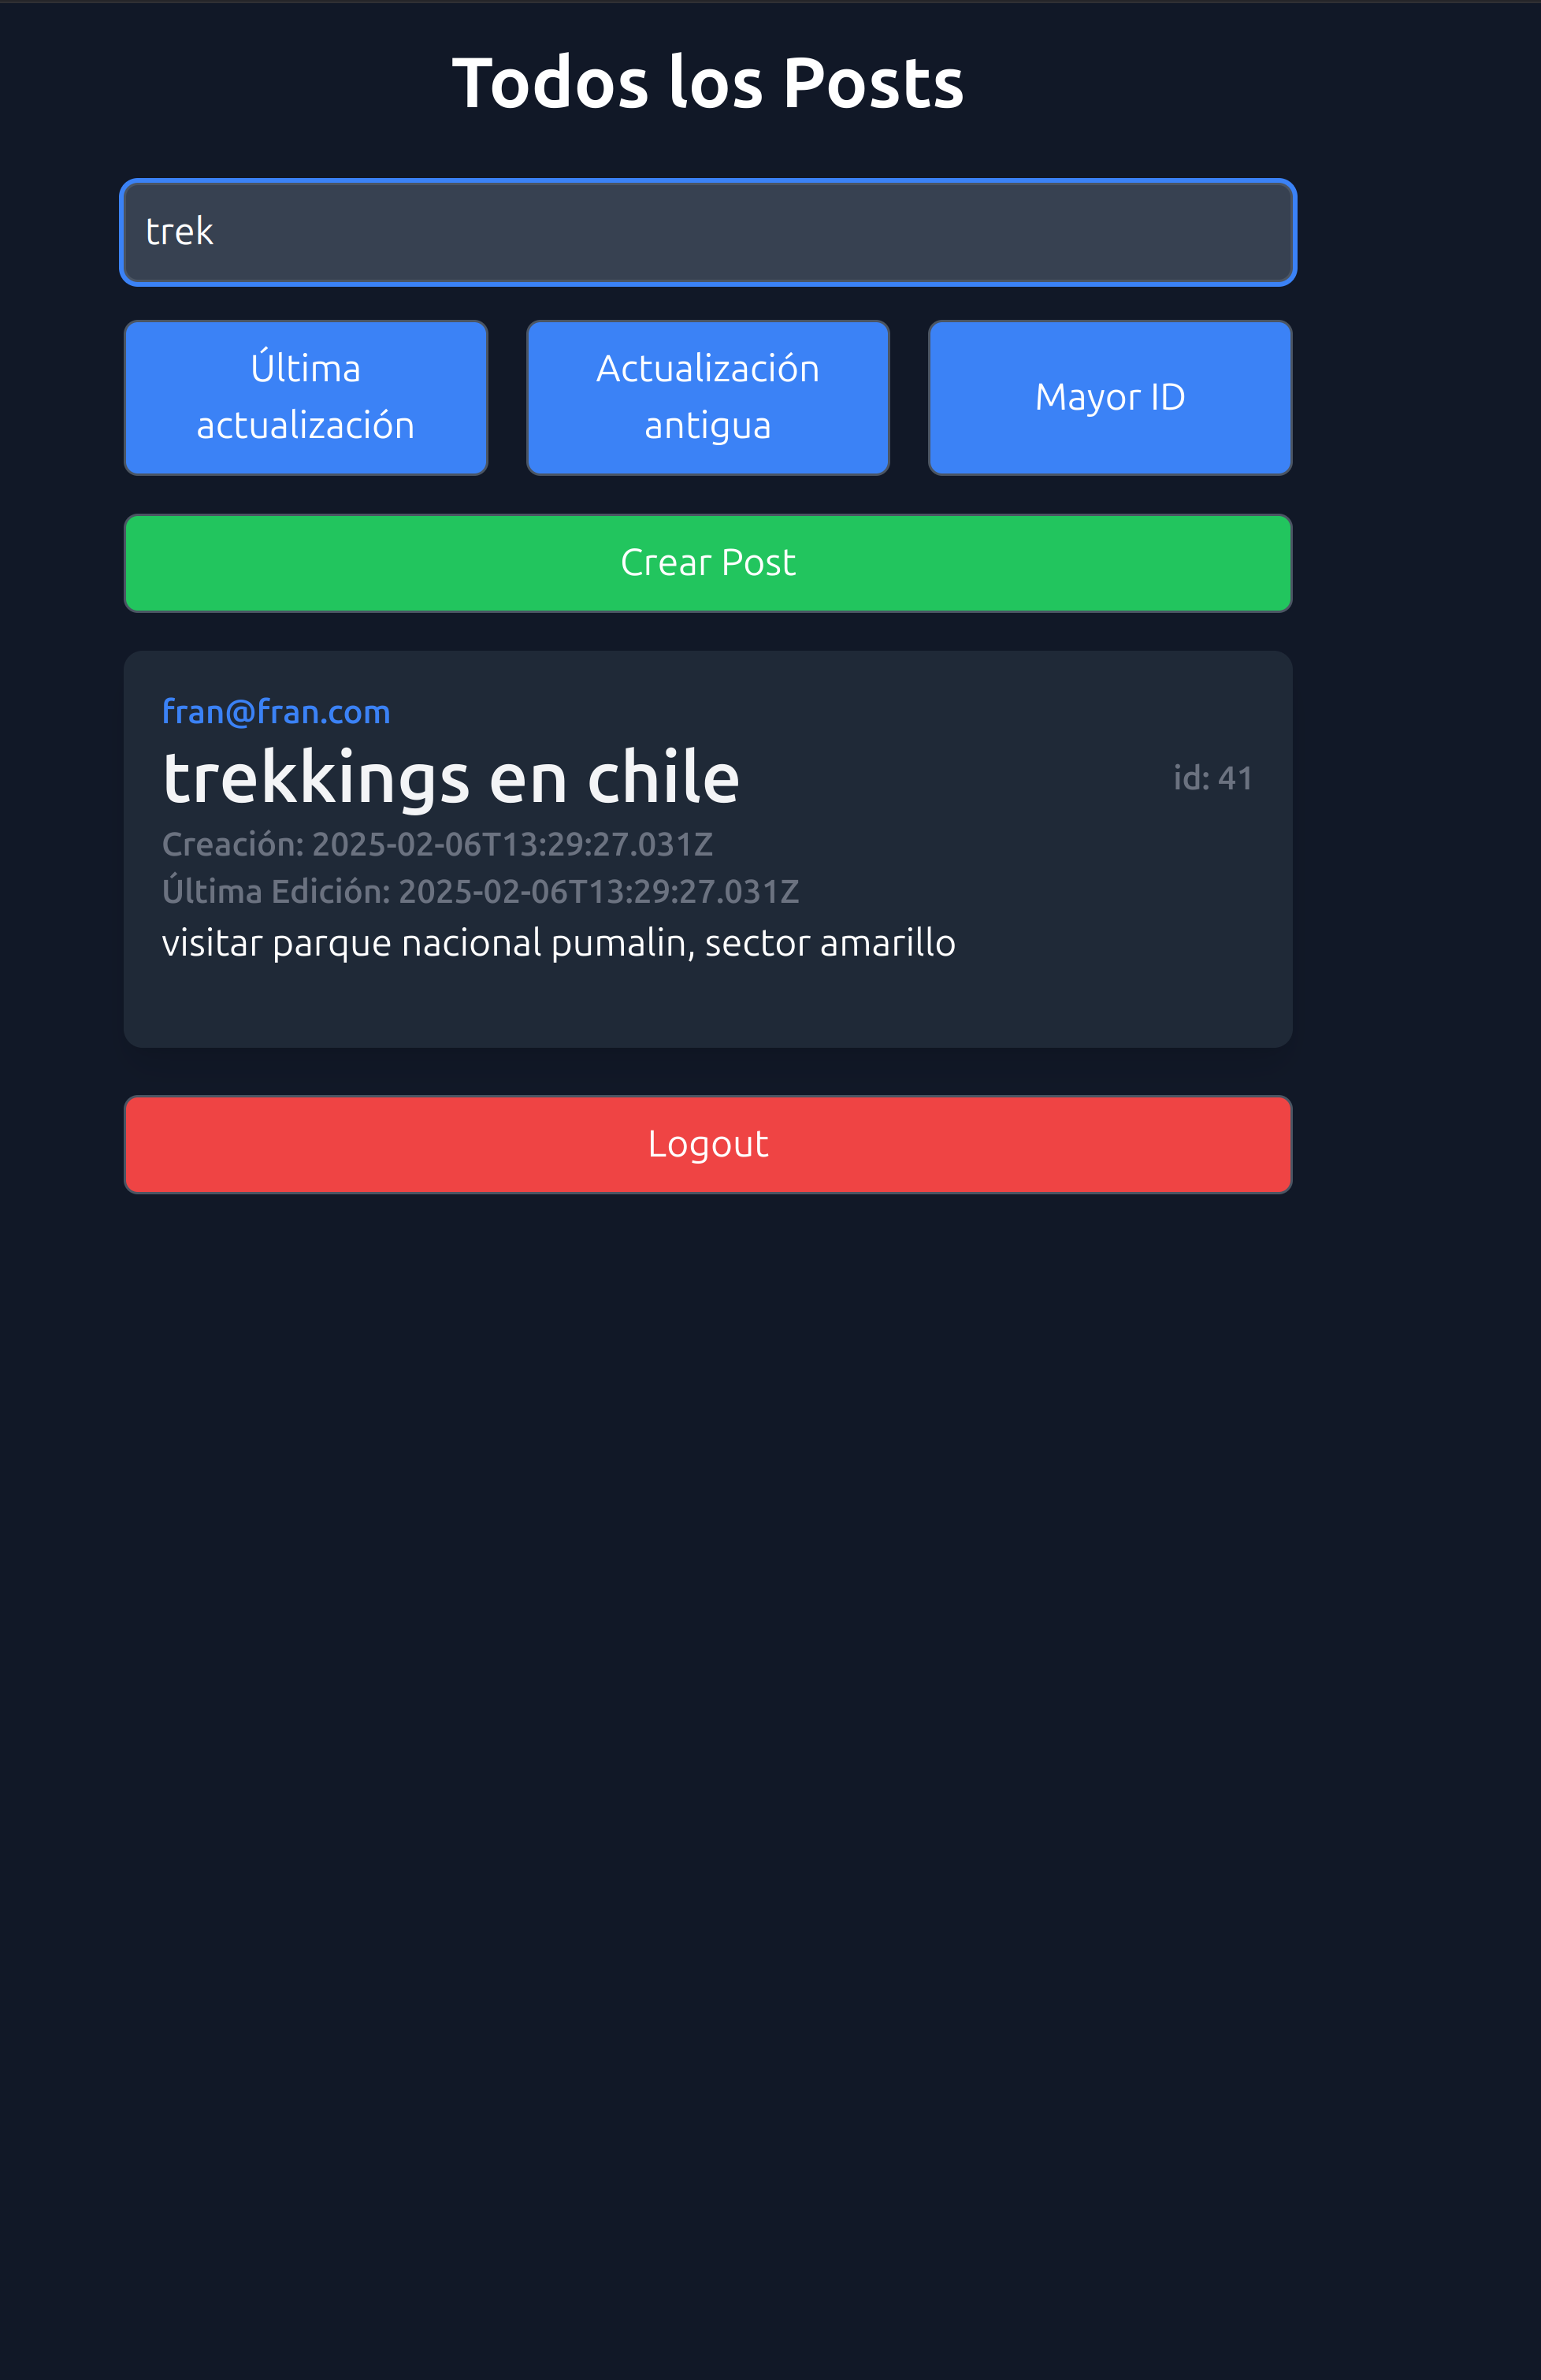 Todos los Posts
trek
Última
actualización
Actualización
antigua
Mayor ID
Crear Post
fran@fran.com
trekkings en chile
id: 41
Creación: 2025-02-06T13:29:27.031Z
Última Edición: 2025-02-06T13:29:27.031Z
visitar parque nacional pumalin, sector amarillo
Logout